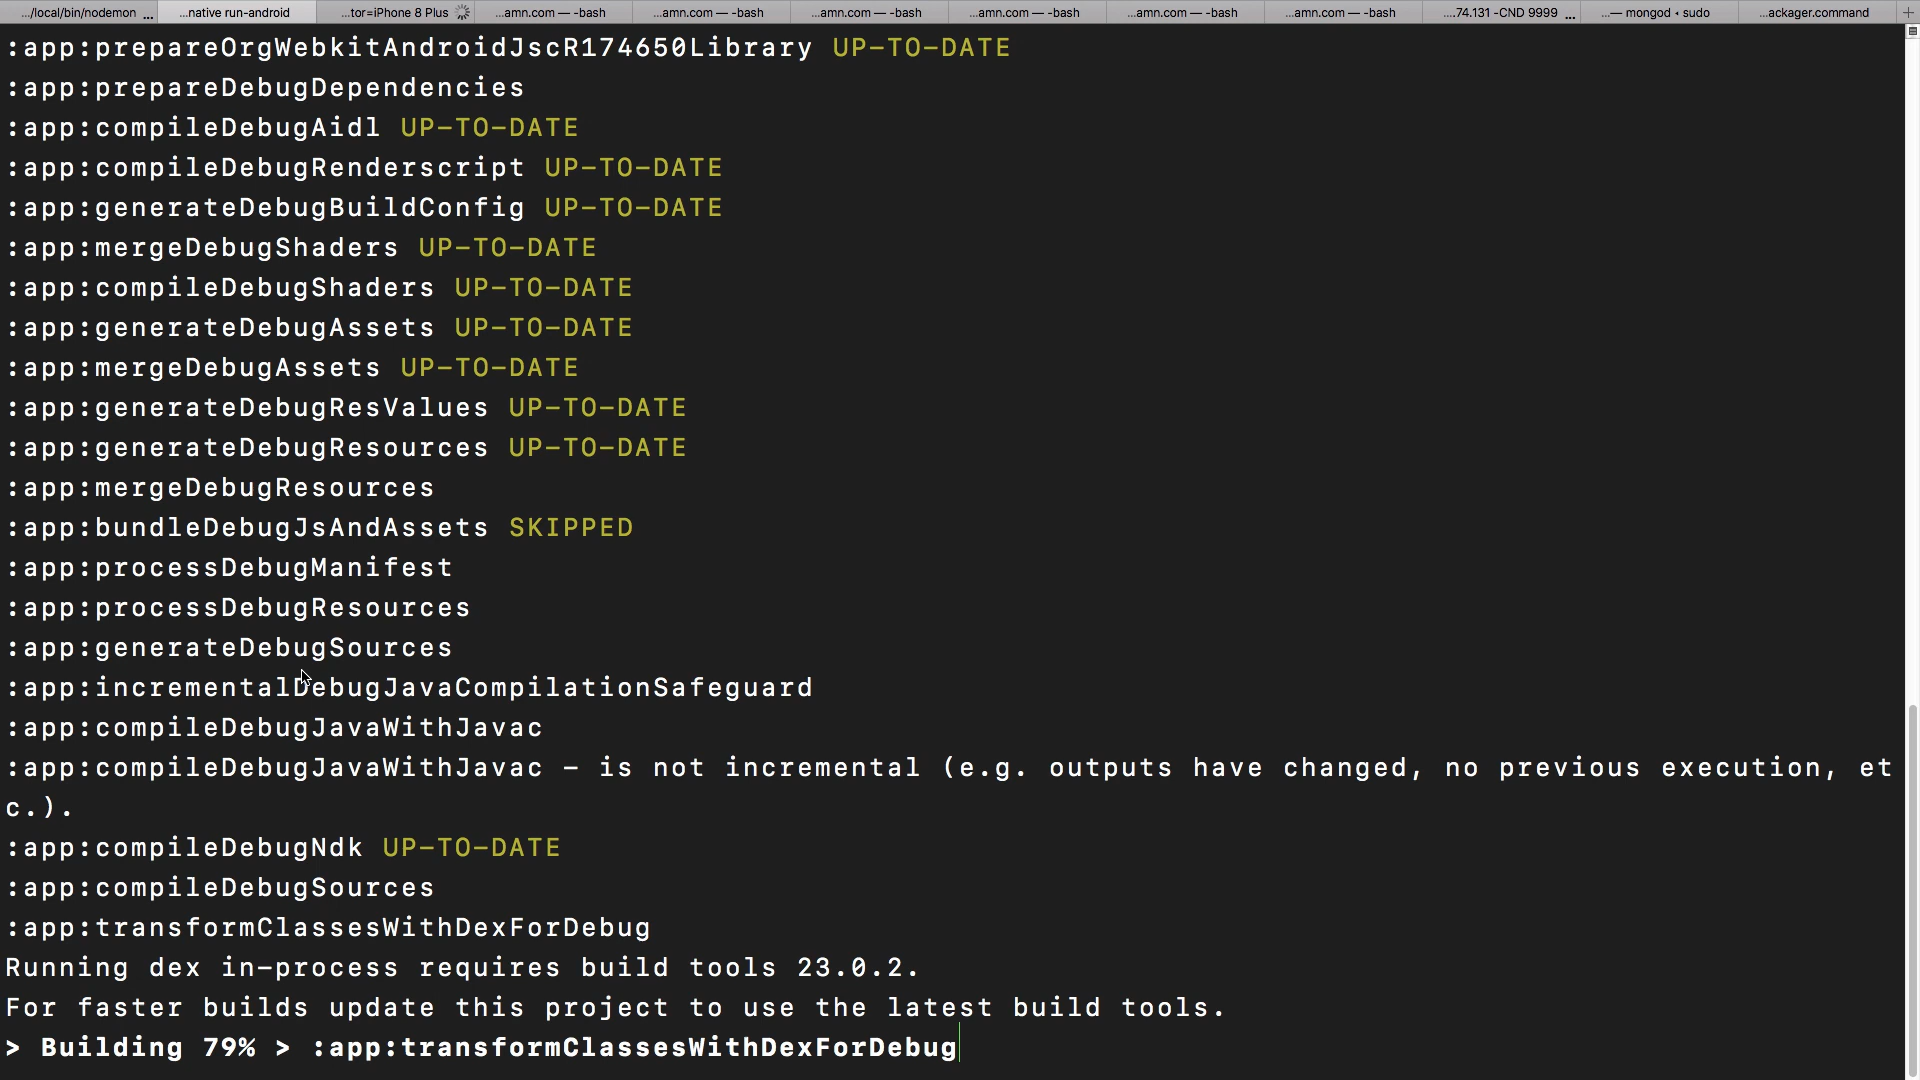 .../local/bin/nodemon ... ...native run-android ...tor=iPhone 8 Plus ...amn.com — -bash ...amn.com — -bash ...amn.com — -bash ...amn.com — -bash ...amn.com — -bash ...amn.com — -bash ....74.131 -CND 9999 ... ...— mongod • sudo ...ackager.command +
:app:prepareOrgWebkitAndroidJscR174650Library UP-TO-DATE
:app:prepareDebugDependencies
:app:compileDebugAidl UP-TO-DATE
:app:compileDebugRenderscript UP-TO-DATE
:app:generateDebugBuildConfig UP-TO-DATE
:app:mergeDebugShaders UP-TO-DATE
:app:compileDebugShaders UP-TO-DATE
:app:generateDebugAssets UP-TO-DATE
:app:mergeDebugAssets UP-TO-DATE
:app:generateDebugResValues UP-TO-DATE
:app:generateDebugResources UP-TO-DATE
:app:mergeDebugResources
:app:bundleDebugJsAndAssets SKIPPED
:app:processDebugManifest
:app:processDebugResources
:app:generateDebugSources
:app:incrementalDebugJavaCompilationSafeguard
:app:compileDebugJavaWithJavac
:app:compileDebugJavaWithJavac - is not incremental (e.g. outputs have changed, no previous execution, et
c.).
:app:compileDebugNdk UP-TO-DATE
:app:compileDebugSources
:app:transformClassesWithDexForDebug
Running dex in-process requires build tools 23.0.2.
For faster builds update this project to use the latest build tools.
> Building 79% > :app:transformClassesWithDexForDebug